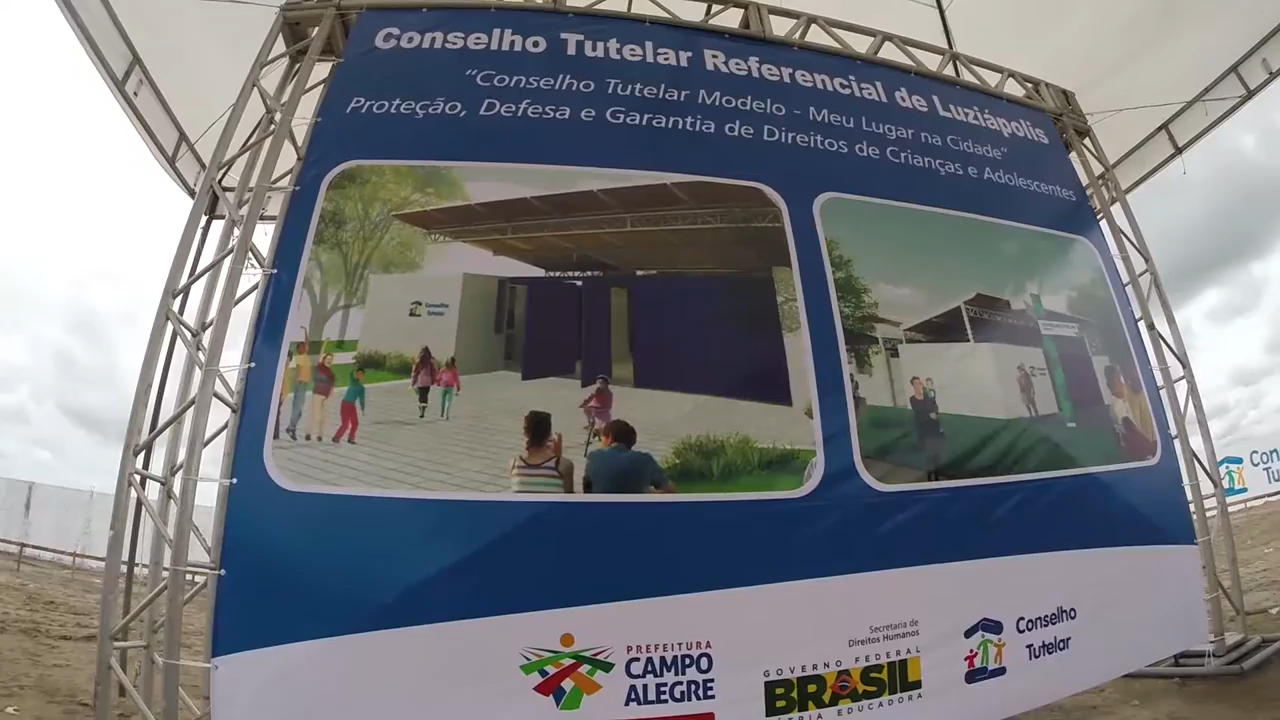 Conselho Tutelar Referencial de Luziápolis
“Conselho Tutelar Modelo - Meu Lugar na Cidade“
Proteção, Defesa e Garantia de Direitos de Crianças e Adolescentes
Conselho
Tutelar
PREFEITURA
CAMPO
ALEGRE
Secretaria de
Direitos Humanos
GOVERNO FEDERAL
BRASIL
PÁTRIA EDUCADORA
Conselho
Tutelar